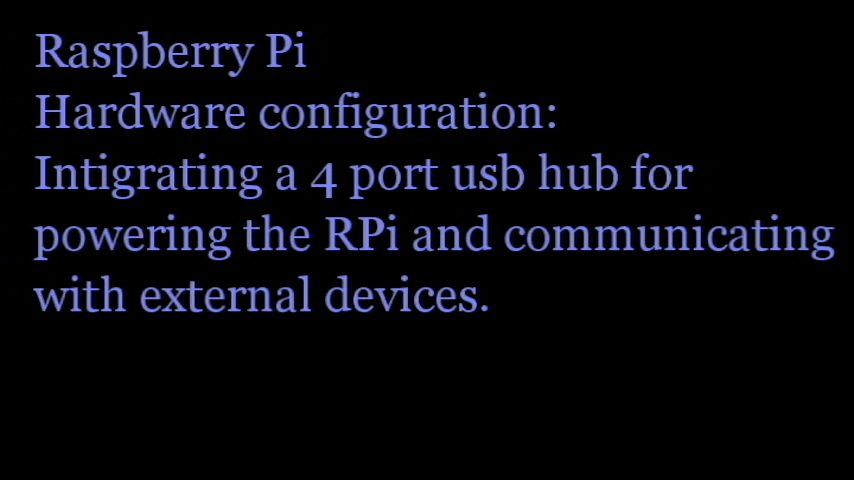 Raspberry Pi
Hardware configuration:
Intigrating a 4 port usb hub for
powering the RPi and communicating
with external devices.